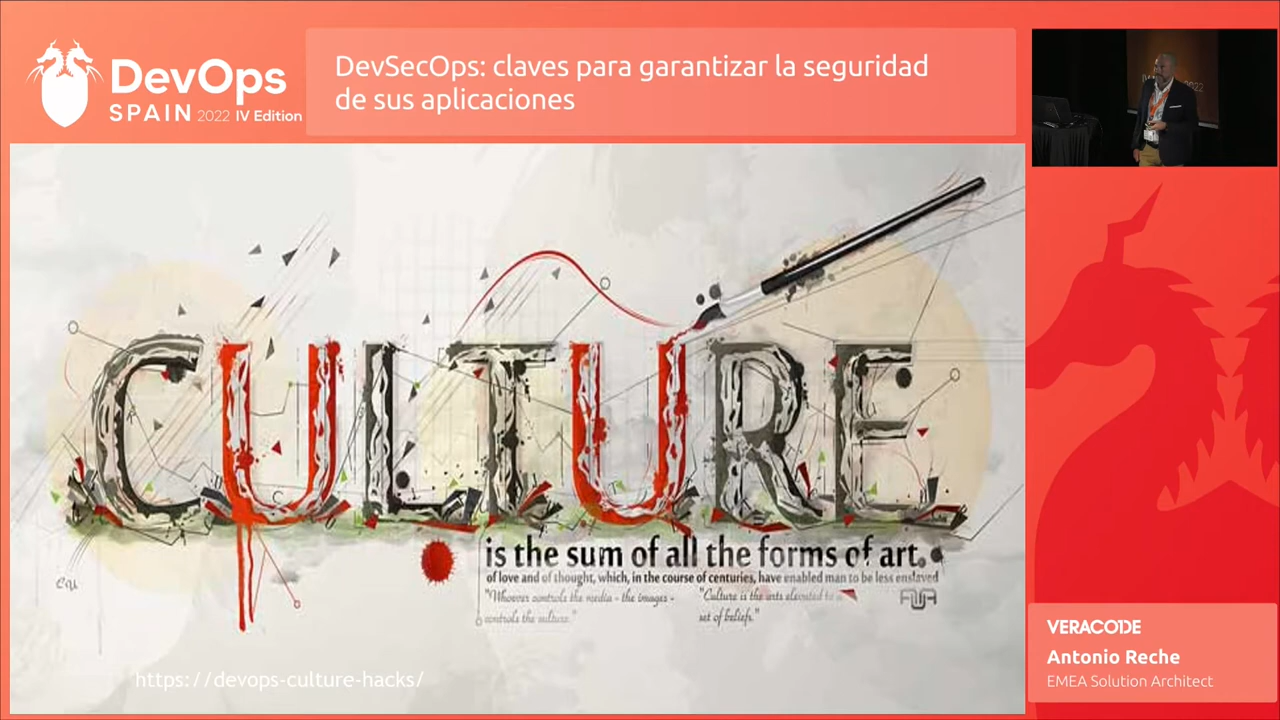 DevOps
SPAIN 2022 IV Edition
DevSecOps: claves para garantizar la seguridad
de sus aplicaciones
CULTURE
is the sum of all the forms of art.
of love and of thought, which, in the course of centuries, have enabled man to be less enslaved
"Whoever controls the media - the images -
controls the culture."
"Culture is the arts elevated to a
set of beliefs."
https://devops-culture-hacks/
VERACODE
Antonio Reche
EMEA Solution Architect